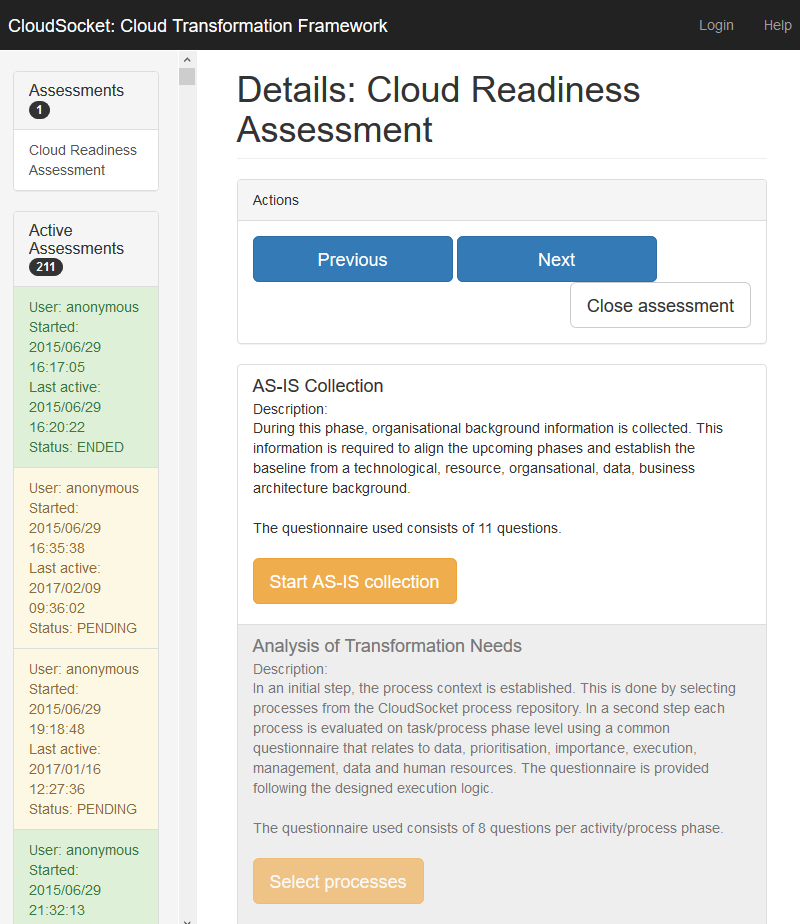 CloudSocket: Cloud Transformation Framework
Login
Help
Assessments
1
Cloud Readiness
Assessment
Active
Assessments
211
User: anonymous
Started:
2015/06/29
16:17:05
Last active:
2015/06/29
16:20:22
Status: ENDED
User: anonymous
Started:
2015/06/29
16:35:38
Last active:
2017/02/09
09:36:02
Status: PENDING
User: anonymous
Started:
2015/06/29
19:18:48
Last active:
2017/01/16
12:27:36
Status: PENDING
User: anonymous
Started:
2015/06/29
21:32:13
Details: Cloud Readiness
Assessment
Actions
Previous
Next
Close assessment
AS-IS Collection
Description:
During this phase, organisational background information is collected. This
information is required to align the upcoming phases and establish the
baseline from a technological, resource, organsational, data, business
architecture background.
The questionnaire used consists of 11 questions.
Start AS-IS collection
Analysis of Transformation Needs
Description:
In an initial step, the process context is established. This is done by selecting
processes from the CloudSocket process repository. In a second step each
process is evaluated on task/process phase level using a common
questionnaire that relates to data, prioritisation, importance, execution,
management, data and human resources. The questionnaire is provided
following the designed execution logic.
The questionnaire used consists of 8 questions per activity/process phase.
Select processes